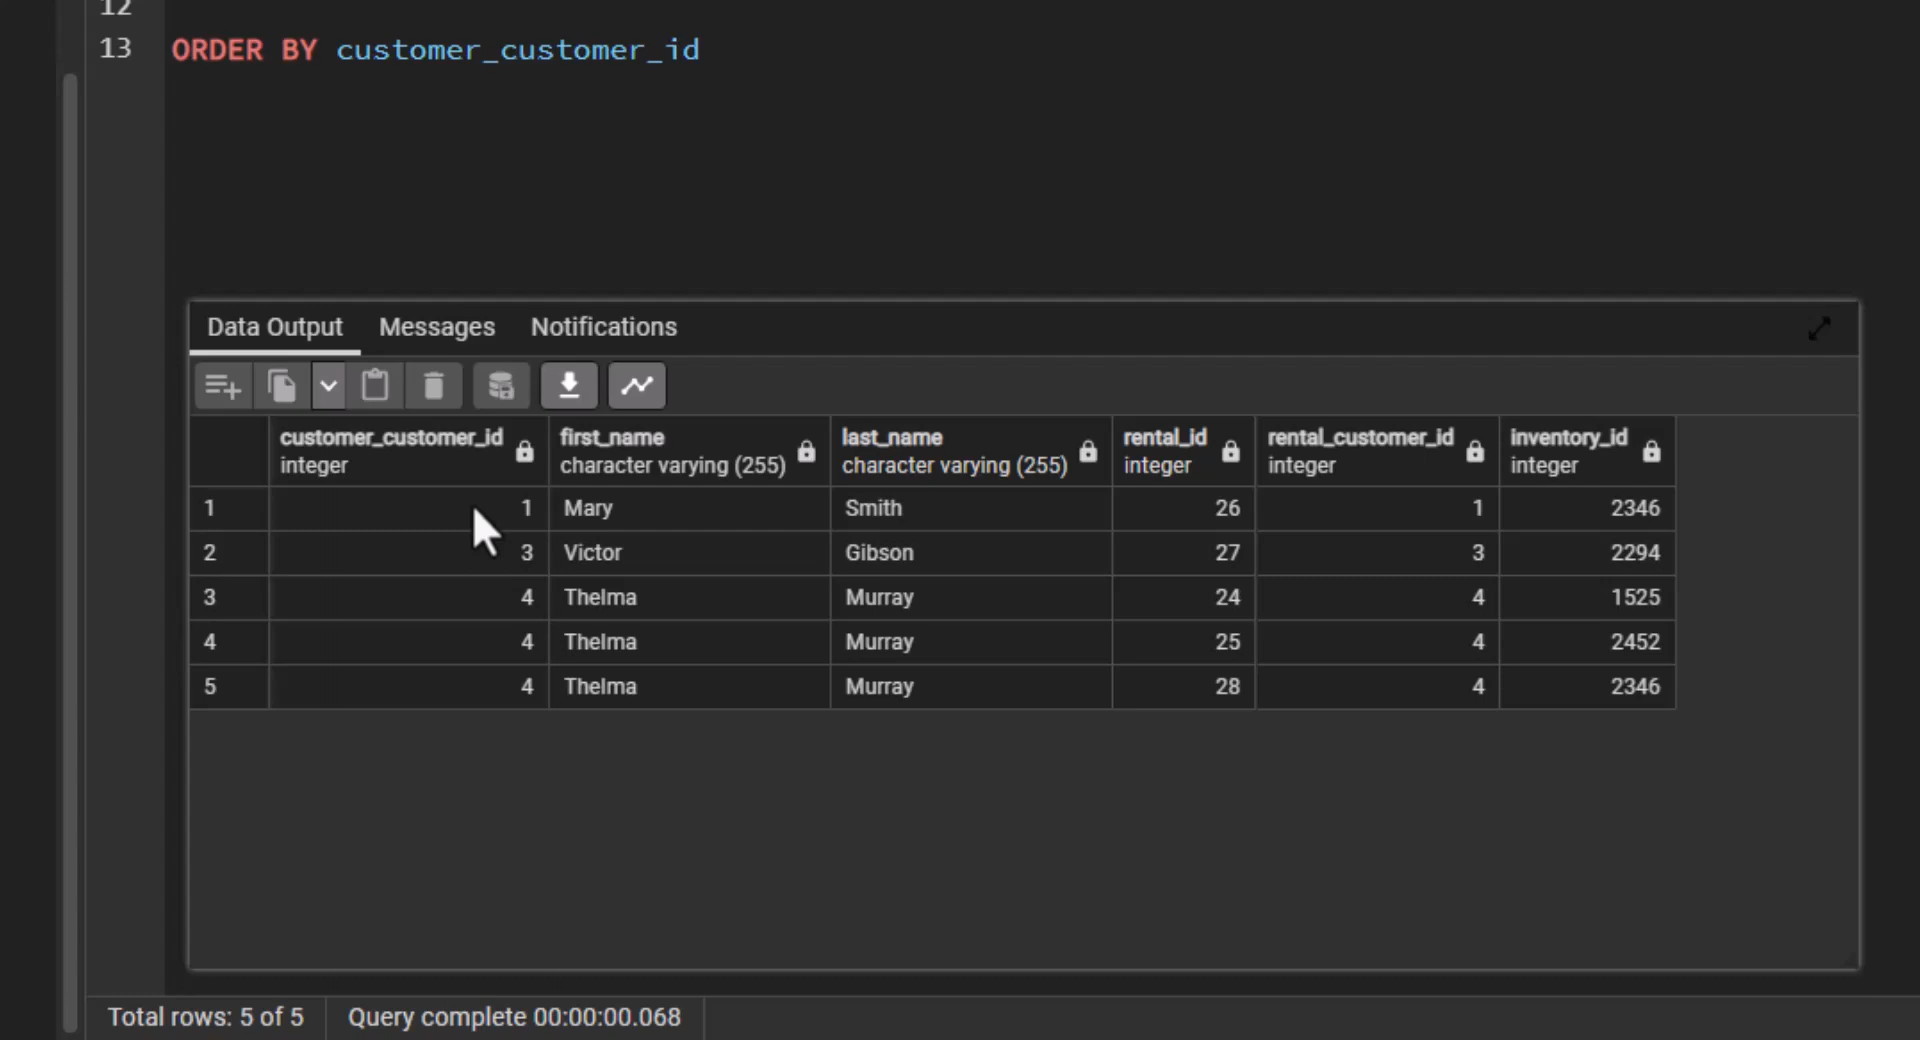 12
13 ORDER BY customer_customer_id
Data Output Messages Notifications
customer_customer_id first_name last_name rental_id rental_customer_id inventory_id
integer character varying (255) character varying (255) integer integer integer
1 1 Mary Smith 26 1 2346
2 3 Victor Gibson 27 3 2294
3 4 Thelma Murray 24 4 1525
4 4 Thelma Murray 25 4 2452
5 4 Thelma Murray 28 4 2346
Total rows: 5 of 5 Query complete 00:00:00.068